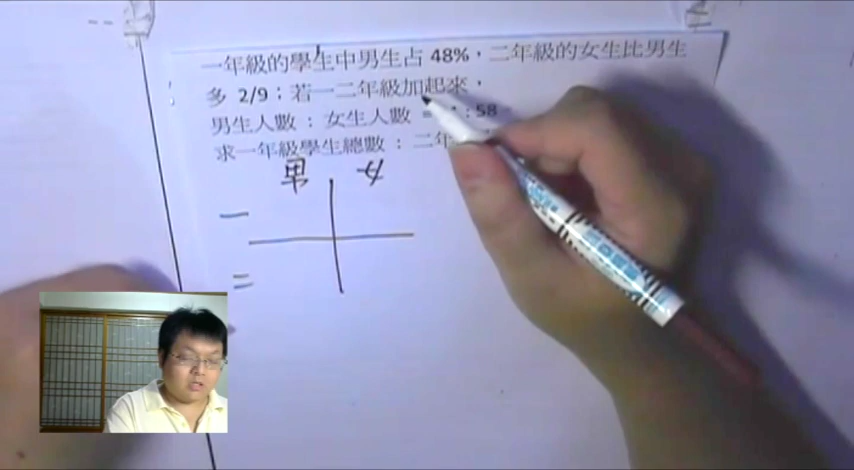 一年級的學生中男生占 48%，二年級的女生比男生
多 2/9；若一二年級加起來，
男生人數：女生人數 = : 58
求一年級學生總數：二年
男 女
一
二